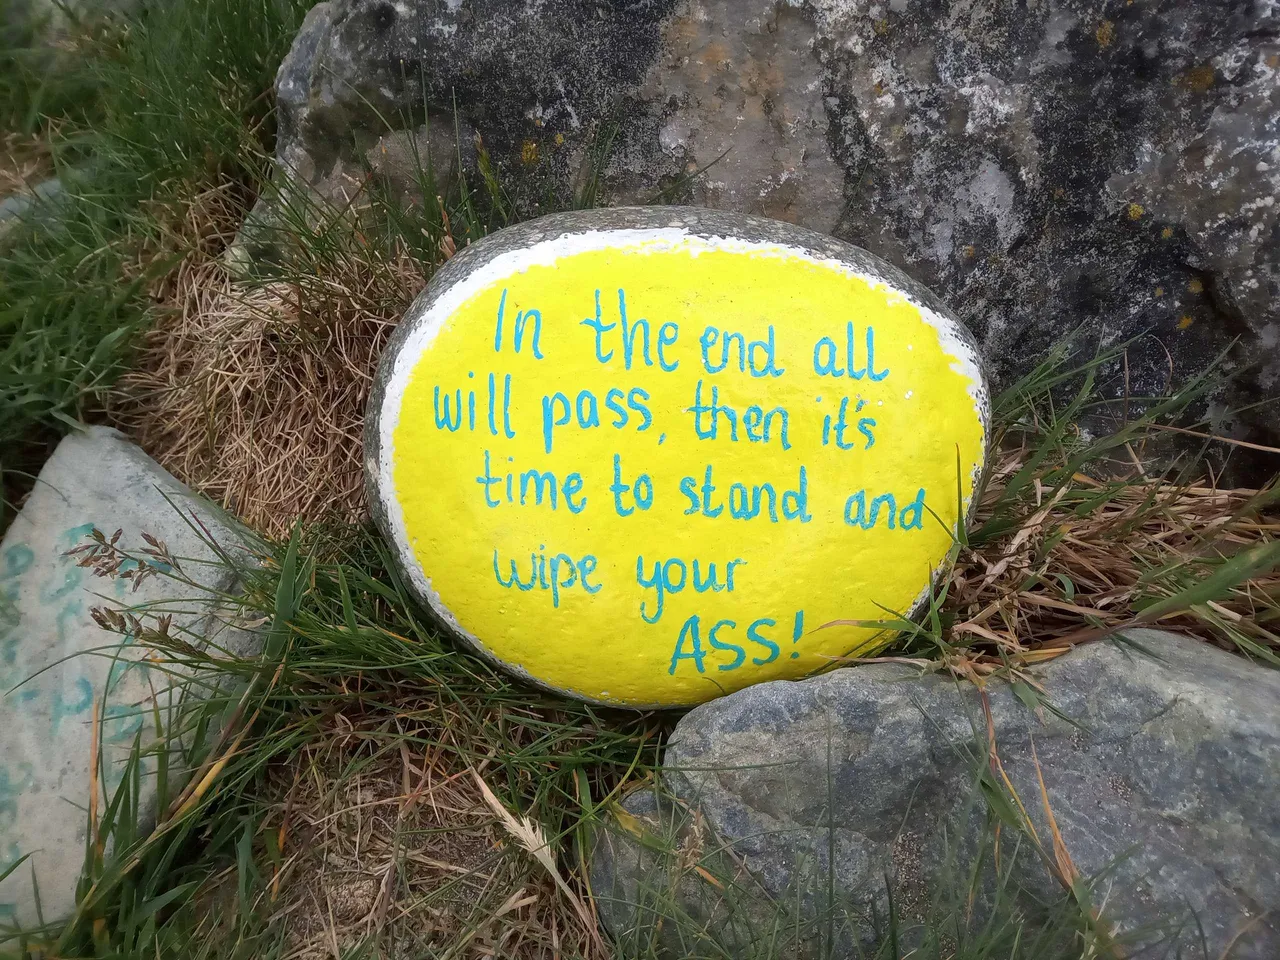 In the end all
will pass, then it's
time to stand and
wipe your
ASS!